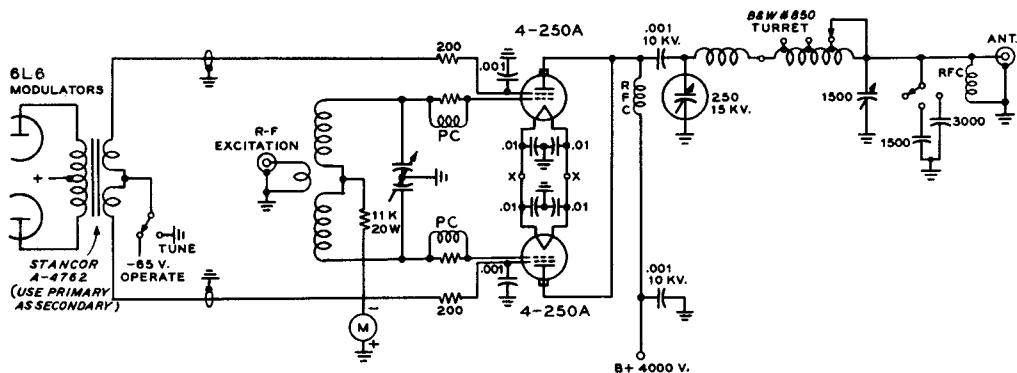 4-250A
.001
10 KV.
B&W #850
TURRET
ANT.
6L6
MODULATORS
200
.001
RFC
250
15 KV.
1500
RFC
3000
1500
R-F
EXCITATION
PC
.01
.01
X
X
.01
.01
+
11 K
20W
PC
TUNE
-65 V.
OPERATE
STANCOR
A-4762
(USE PRIMARY
AS SECONDARY)
.001
200
4-250A
.001
10 KV.
-
M
+
B+ 4000 V.